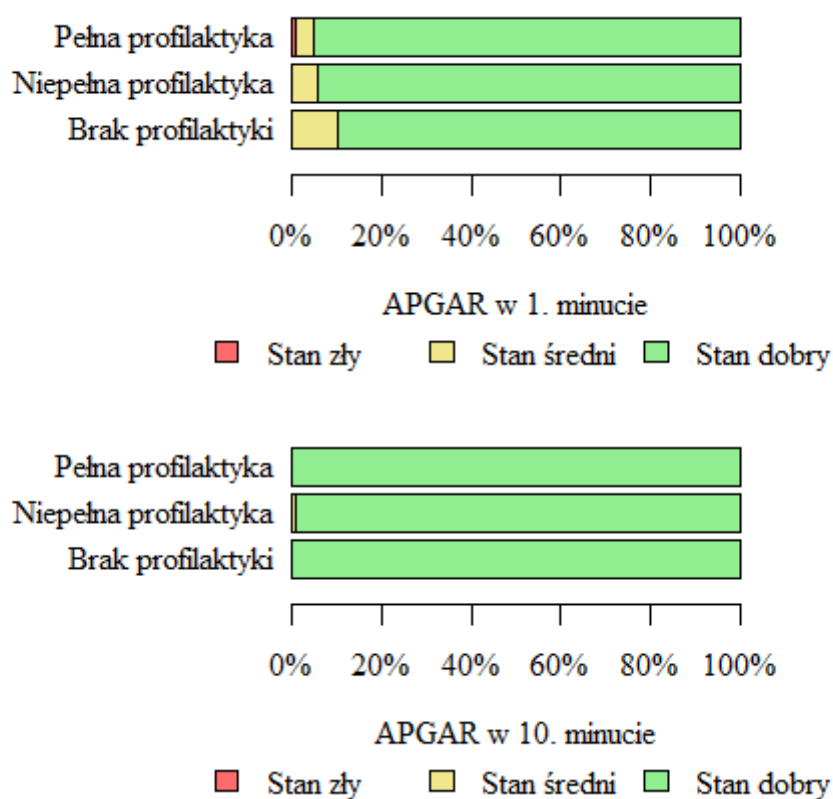 Pełna profilaktyka
Niepełna profilaktyka
Brak profilaktyki
0% 20% 40% 60% 80% 100%
APGAR w 1. minucie
Stan zły Stan średni Stan dobry
Pełna profilaktyka
Niepełna profilaktyka
Brak profilaktyki
0% 20% 40% 60% 80% 100%
APGAR w 10. minucie
Stan zły Stan średni Stan dobry